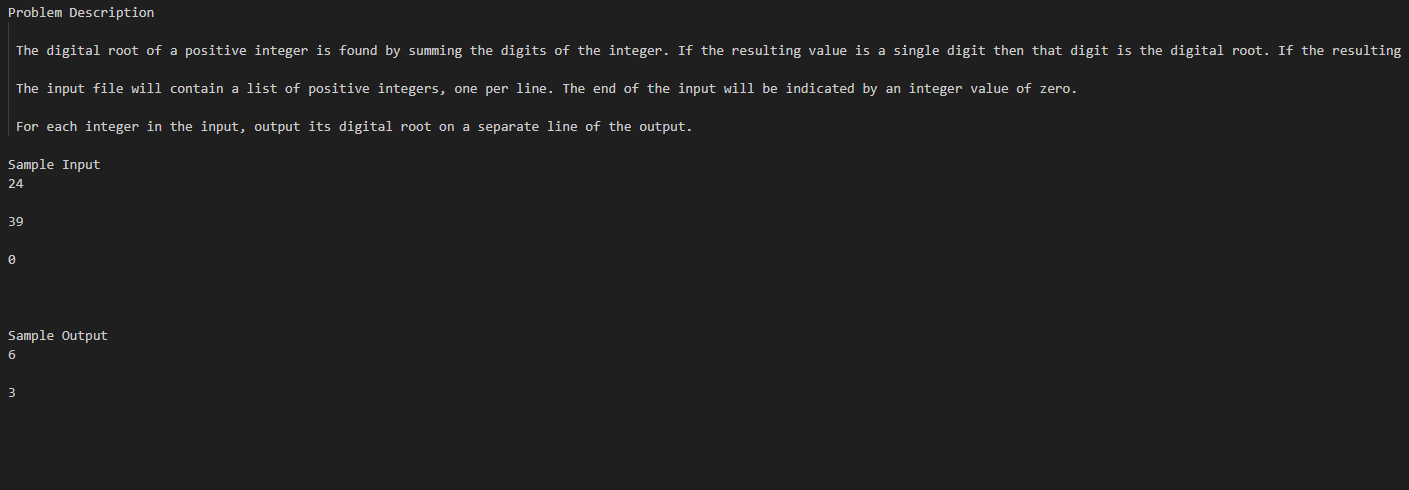 Problem Description
The digital root of a positive integer is found by summing the digits of the integer. If the resulting value is a single digit then that digit is the digital root. If the resulting
The input file will contain a list of positive integers, one per line. The end of the input will be indicated by an integer value of zero.
For each integer in the input, output its digital root on a separate line of the output.
Sample Input
24
39
0
Sample Output
6
3